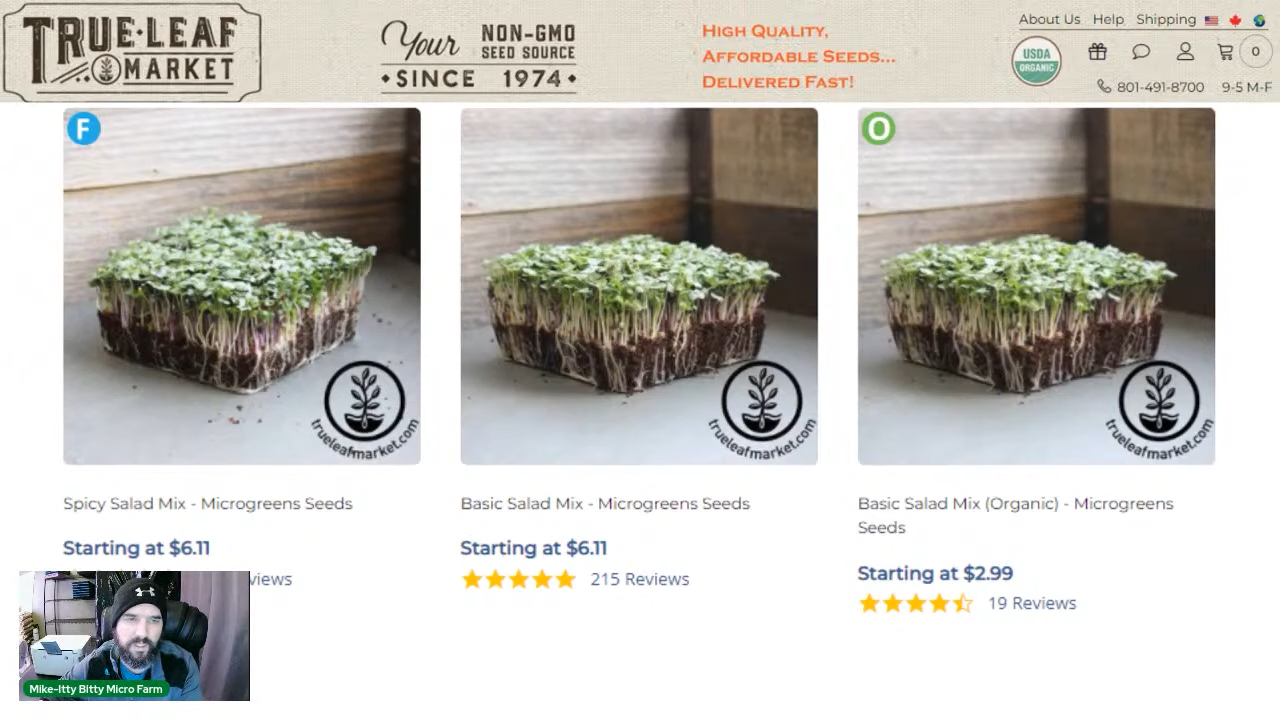 TRUE·LEAF
MARKET
Your
NON-GMO
SEED SOURCE
SINCE 1974
HIGH QUALITY,
AFFORDABLE SEEDS...
DELIVERED FAST!
About Us Help Shipping
USDA
ORGANIC
0
801-491-8700 9-5 M-F
F
O
trueleafmarket.com
trueleafmarket.com
trueleafmarket.com
Spicy Salad Mix - Microgreens Seeds
Starting at $6.11
views
Basic Salad Mix - Microgreens Seeds
Starting at $6.11
215 Reviews
Basic Salad Mix (Organic) - Microgreens
Seeds
Starting at $2.99
19 Reviews
Mike-Itty Bitty Micro Farm